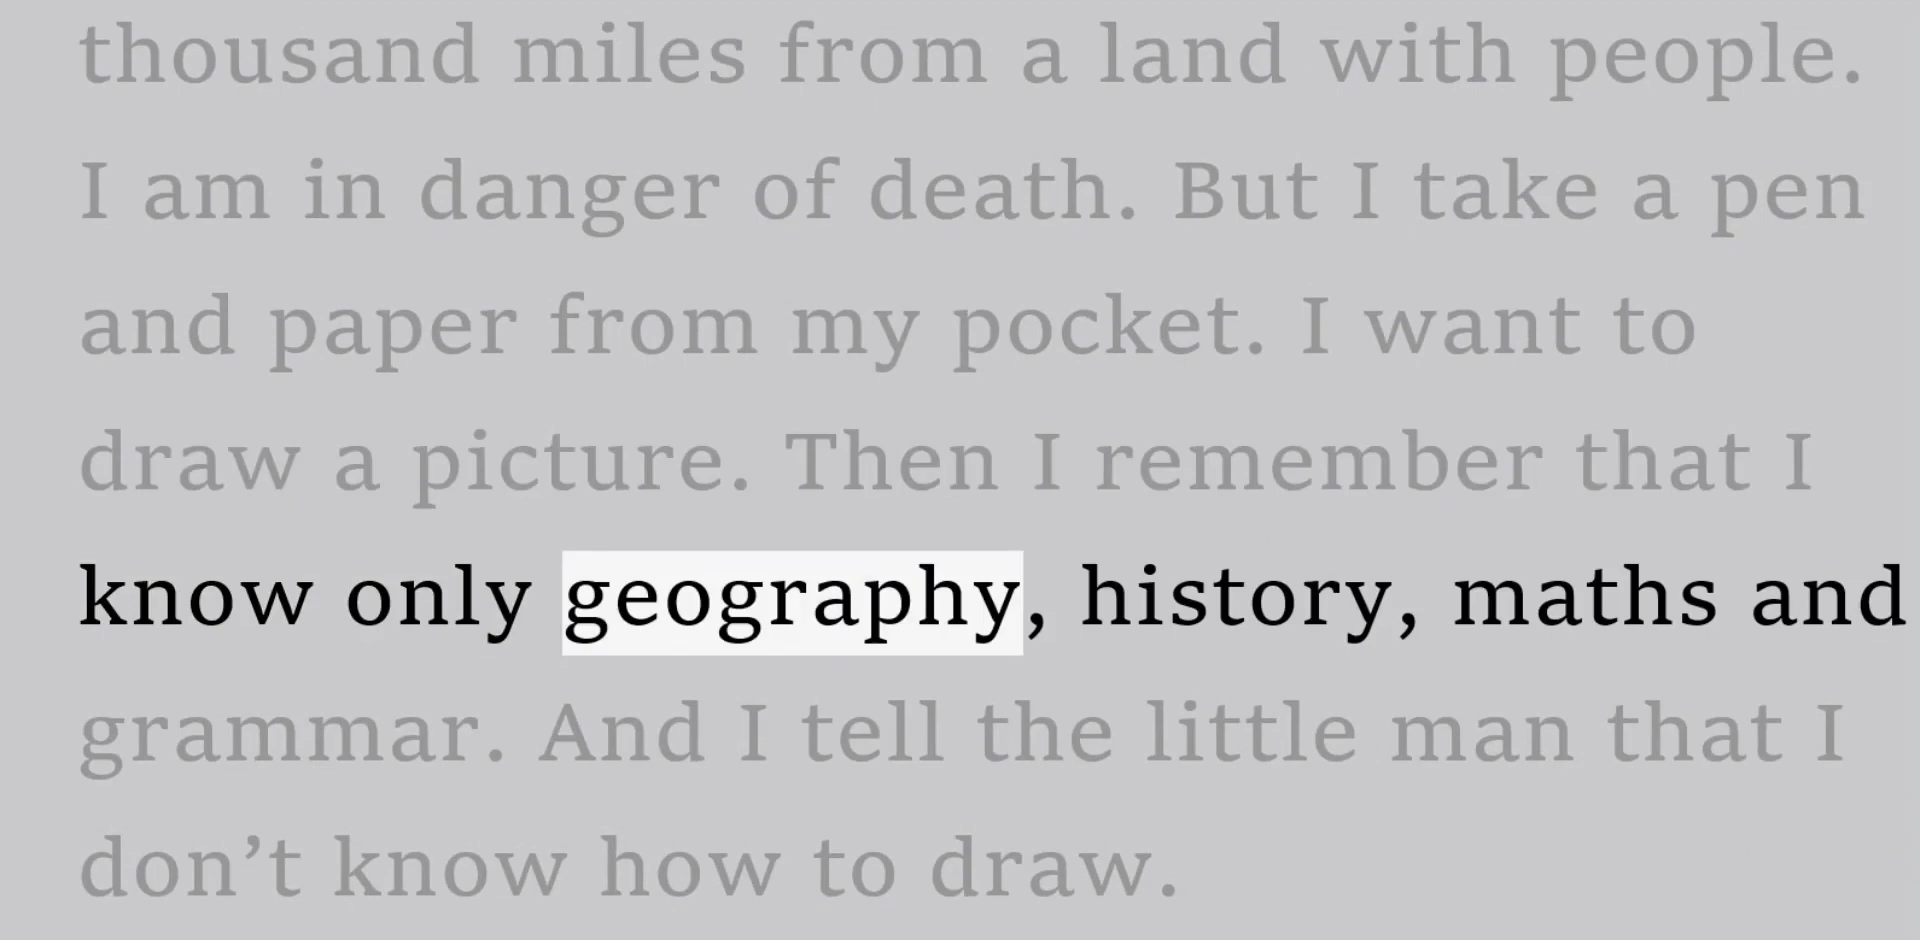 thousand miles from a land with people.
I am in danger of death. But I take a pen
and paper from my pocket. I want to
draw a picture. Then I remember that I
know only geography, history, maths and
grammar. And I tell the little man that I
don’t know how to draw.